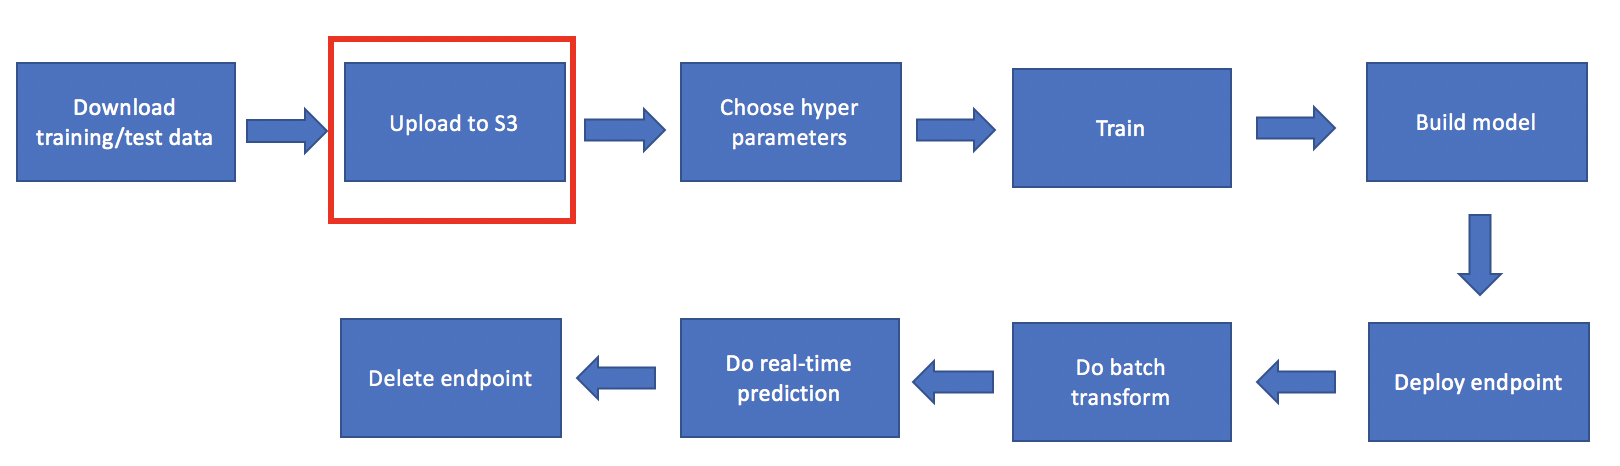 Download
training/test data
Upload to S3
Choose hyper
parameters
Train
Build model
Deploy endpoint
Do batch
transform
Do real-time
prediction
Delete endpoint